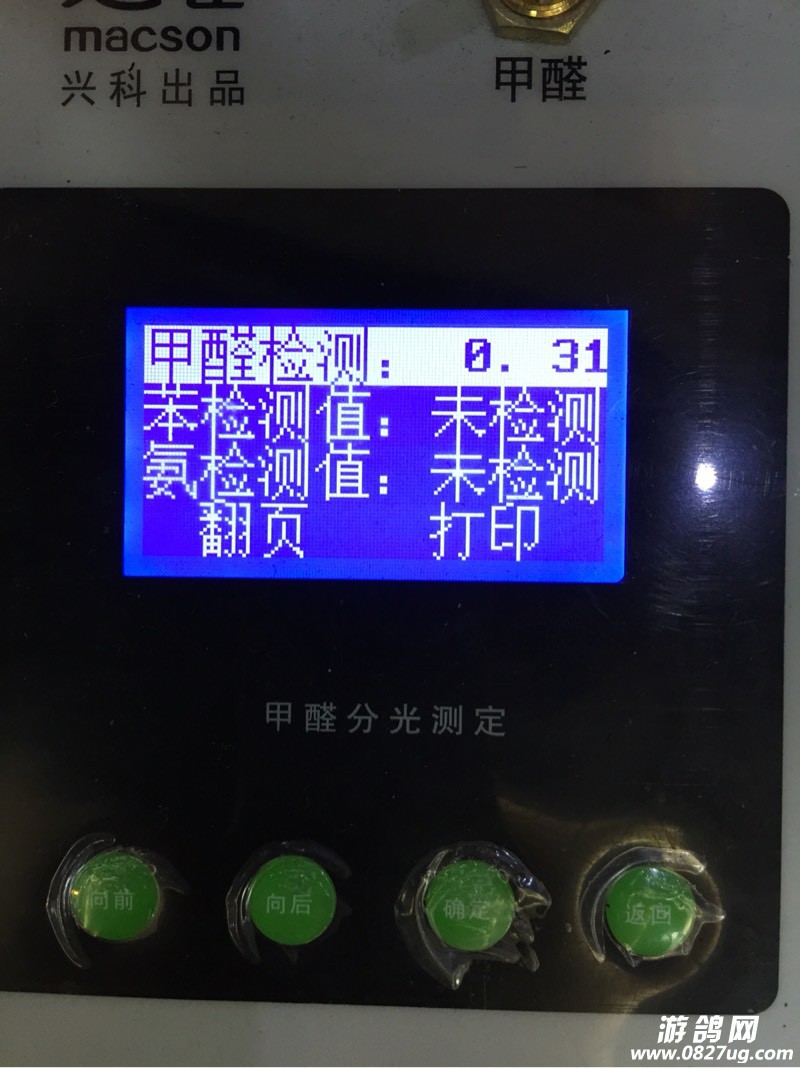 macson
兴科出品
甲醛
甲醛检测: 0. 31
苯检测值: 未检测
氨检测值: 未检测
翻页 打印
甲醛分光测定
向前 向后 确定 返回
游鸽网
www.0827ug.com